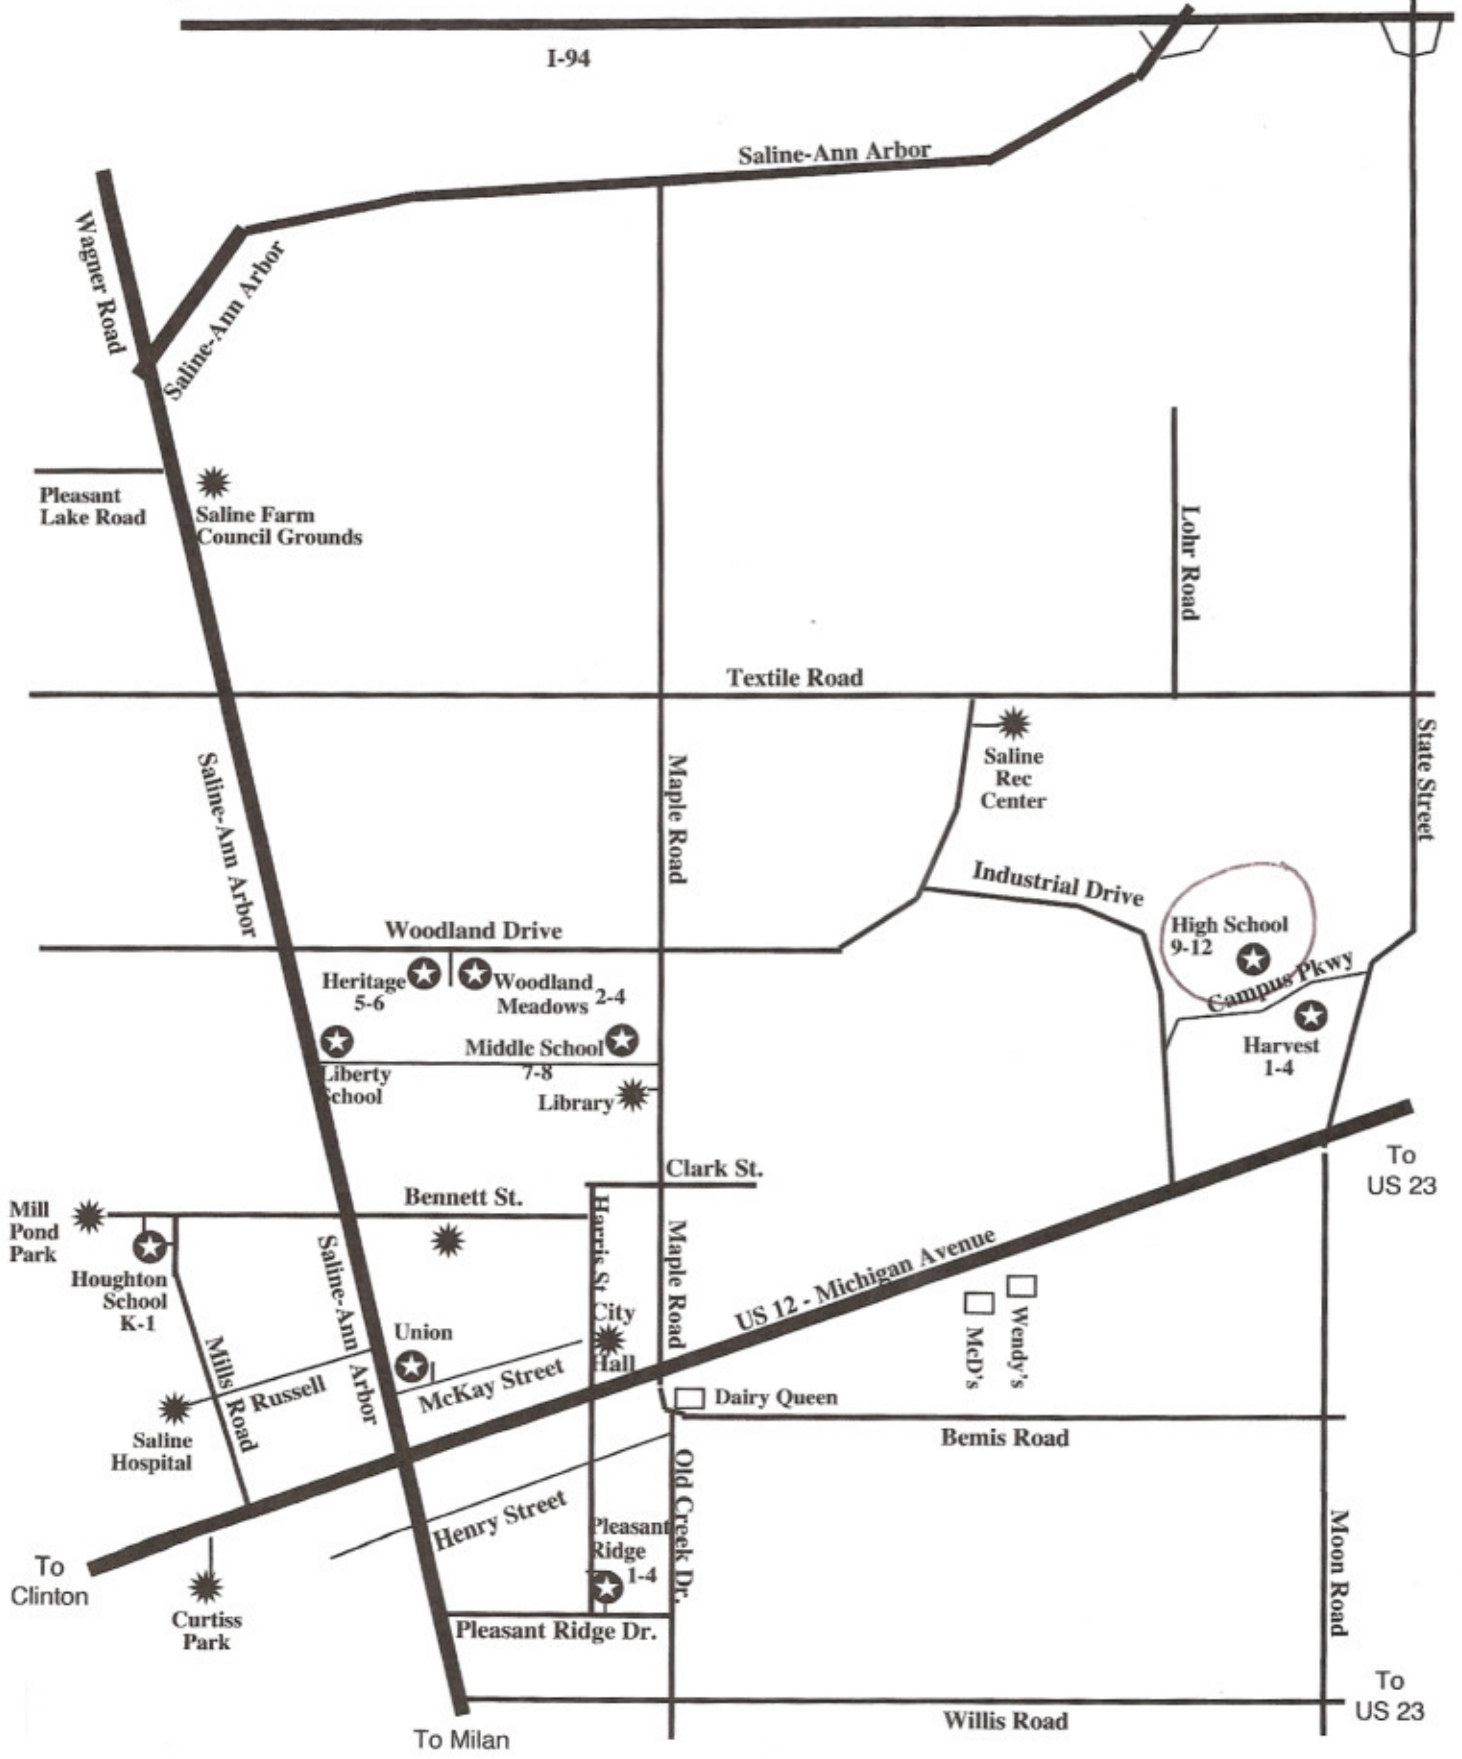 I-94
Saline-Ann Arbor
Wagner Road
Saline-Ann Arbor
Pleasant
Lake Road
Saline Farm
Council Grounds
Lohr Road
Textile Road
Saline
Rec
Center
State Street
Saline-Ann Arbor
Maple Road
Industrial Drive
High School
9-12
Woodland Drive
Heritage
5-6
Woodland
Meadows 2-4
Campus Pkwy
Middle School
7-8
Harvest
1-4
Liberty
School
Library
To
US 23
Clark St.
Bennett St.
Mill
Pond
Park
Harris St
Maple Road
Saline-Ann Arbor
US 12 - Michigan Avenue
Houghton
School
K-1
City
Hall
Union
McD's
Wendy's
Mills Road
Russell
McKay Street
Dairy Queen
Saline
Hospital
Bemis Road
Old Creek Dr.
Henry Street
Pleasant
Ridge
1-4
Moon Road
To
Clinton
Curtiss
Park
Pleasant Ridge Dr.
To
US 23
Willis Road
To Milan